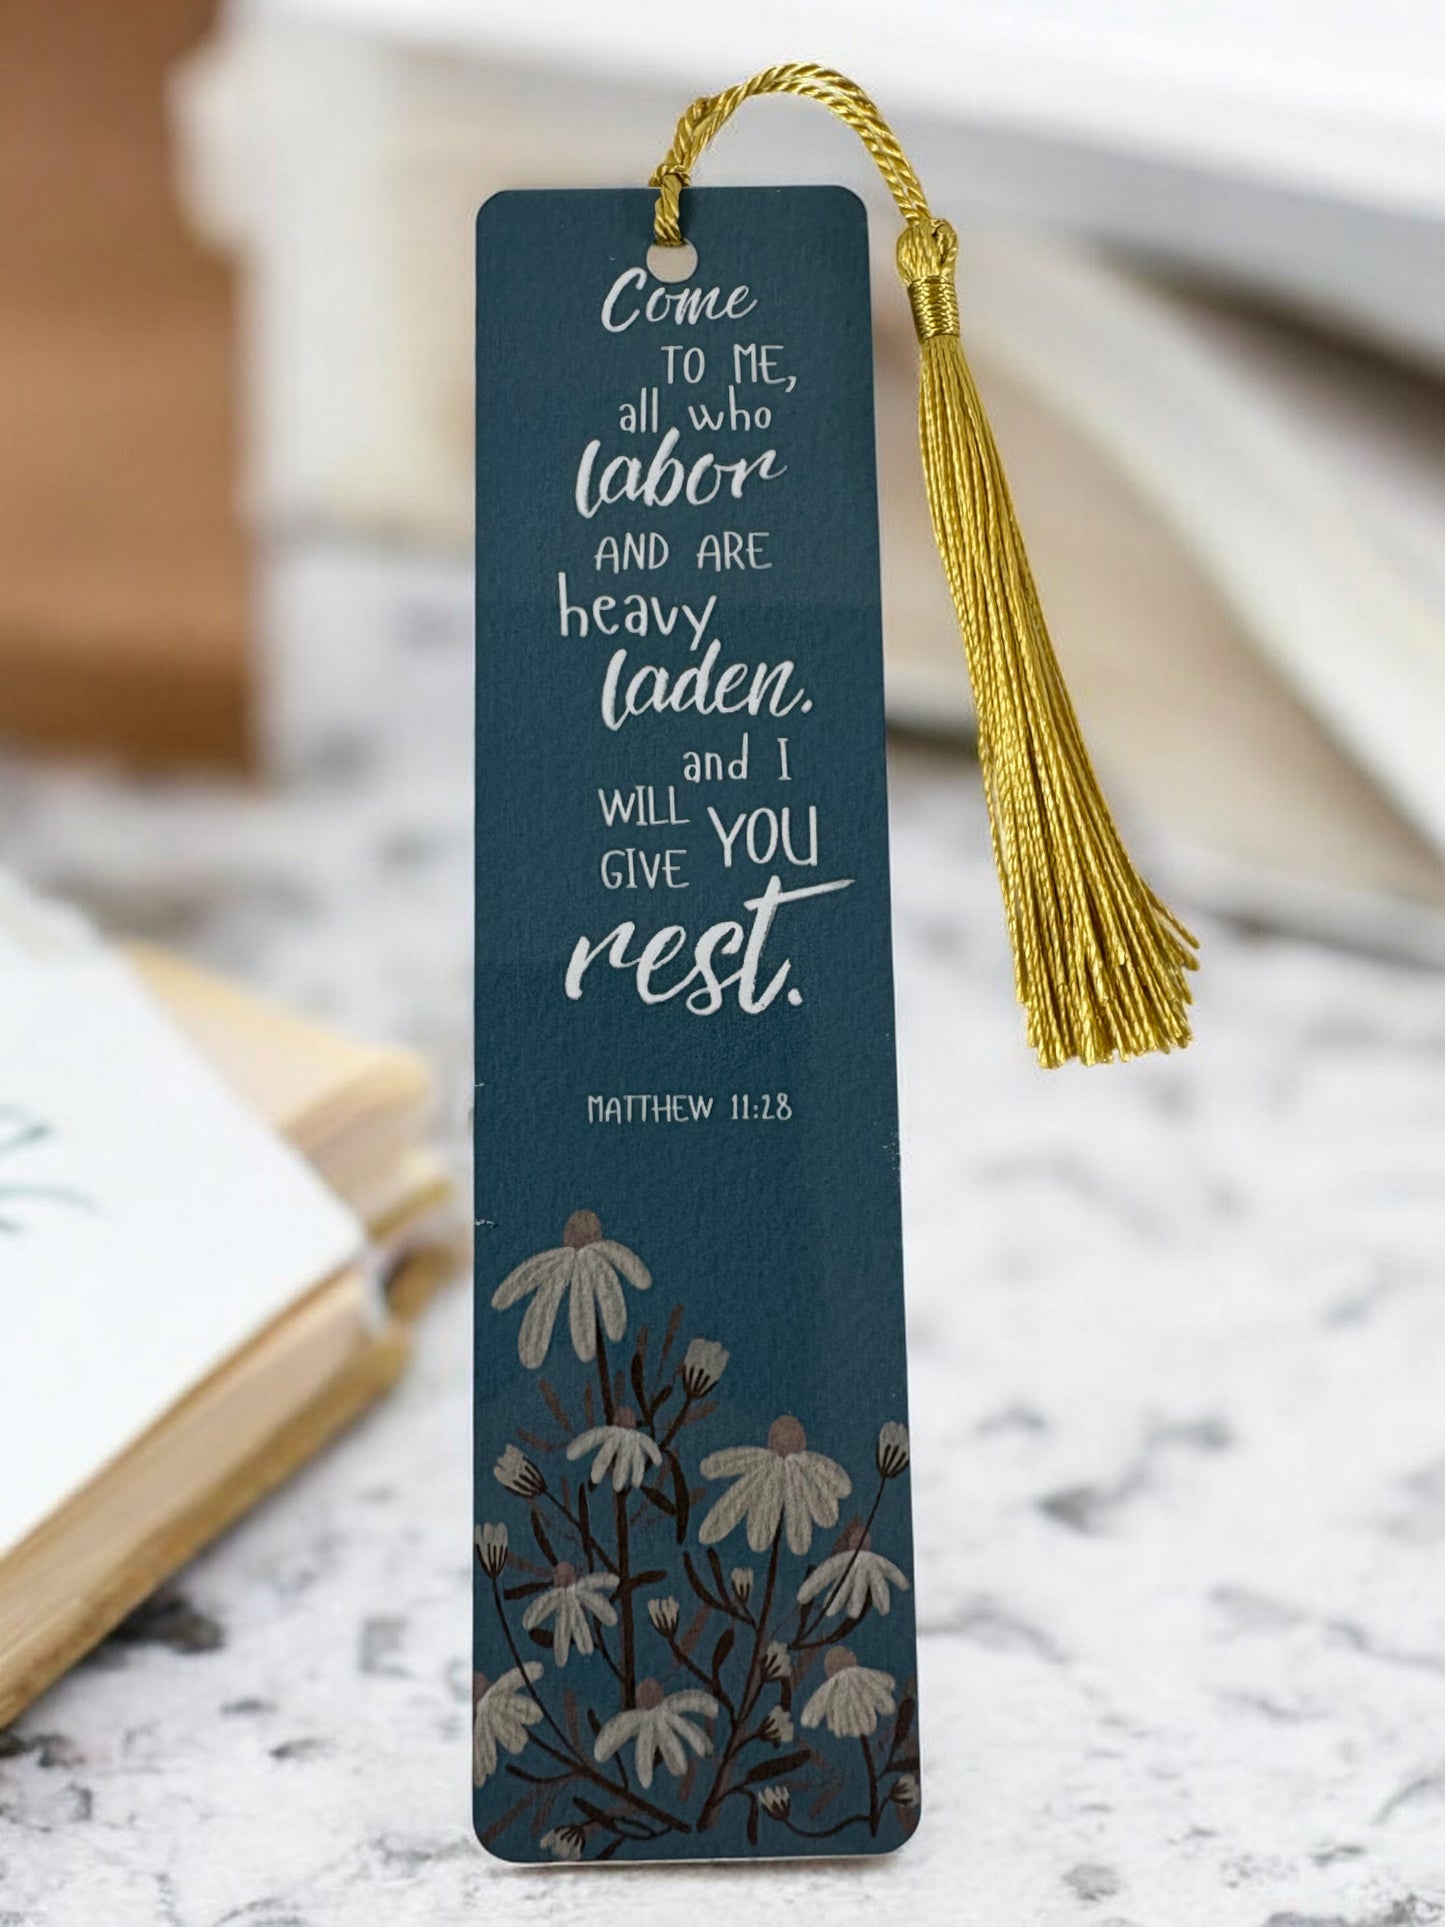 Come
TO ME,
all who
labor
AND ARE
heavy
laden.
and I
WILL
GIVE YOU
rest.
MATTHEW 11:28